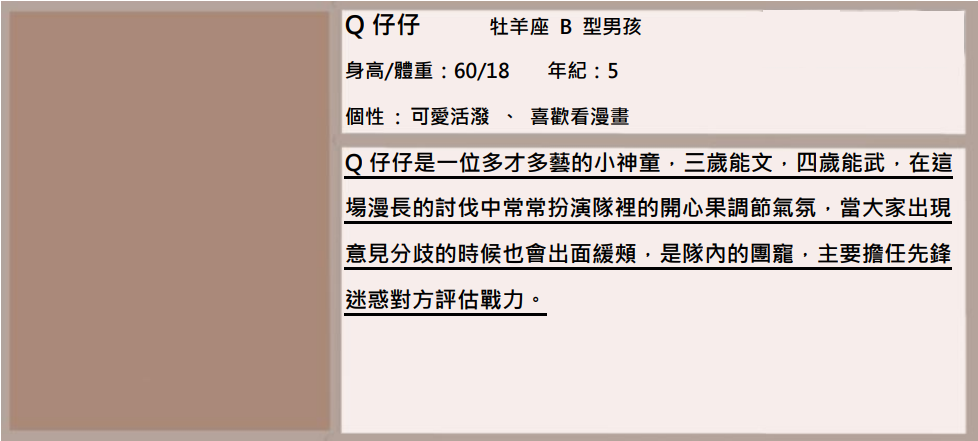 Q 仔仔 牡羊座 B 型男孩
身高/體重：60/18 年紀：5
個性 ： 可愛活潑 、 喜歡看漫畫
Q 仔仔是一位多才多藝的小神童，三歲能文，四歲能武，在這
場漫長的討伐中常常扮演隊裡的開心果調節氣氛，當大家出現
意見分歧的時候也會出面緩頰，是隊內的團寵，主要擔任先鋒
迷惑對方評估戰力。